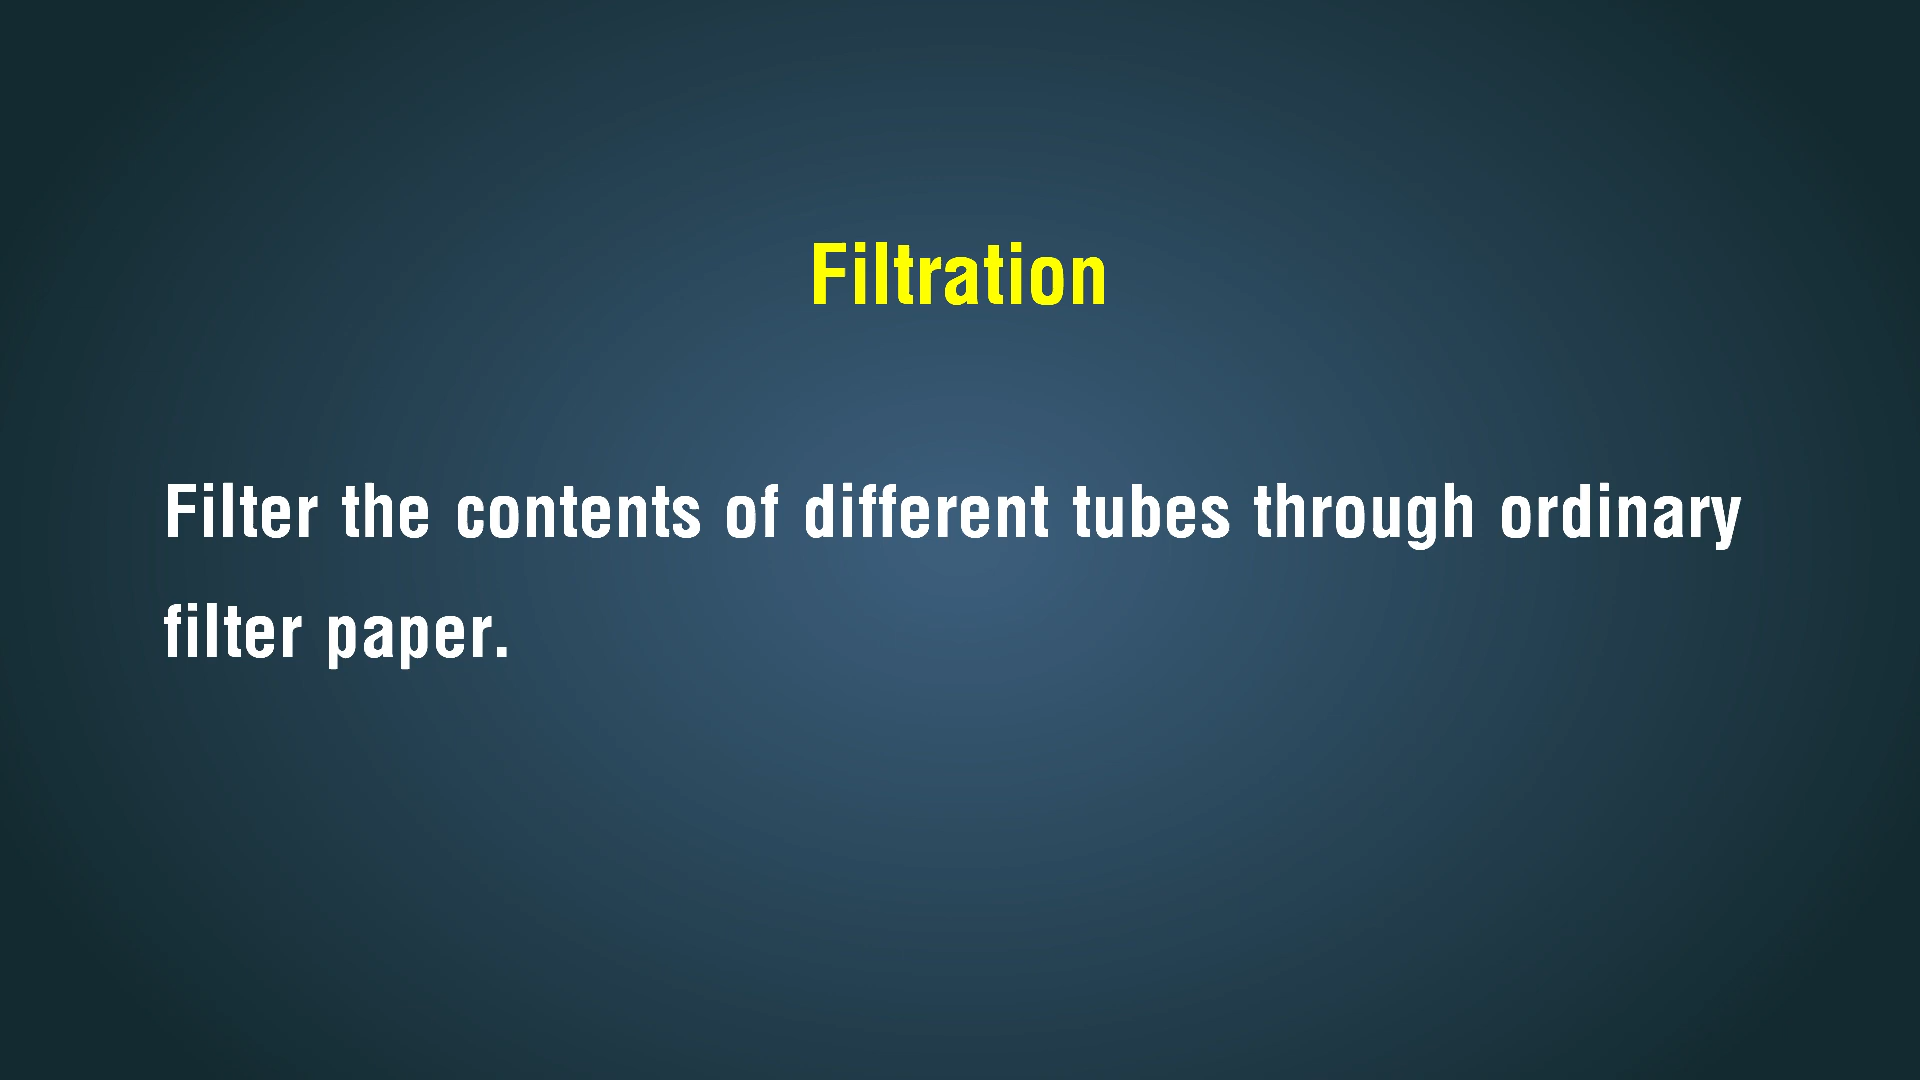 Filtration
Filter the contents of different tubes through ordinary
filter paper.